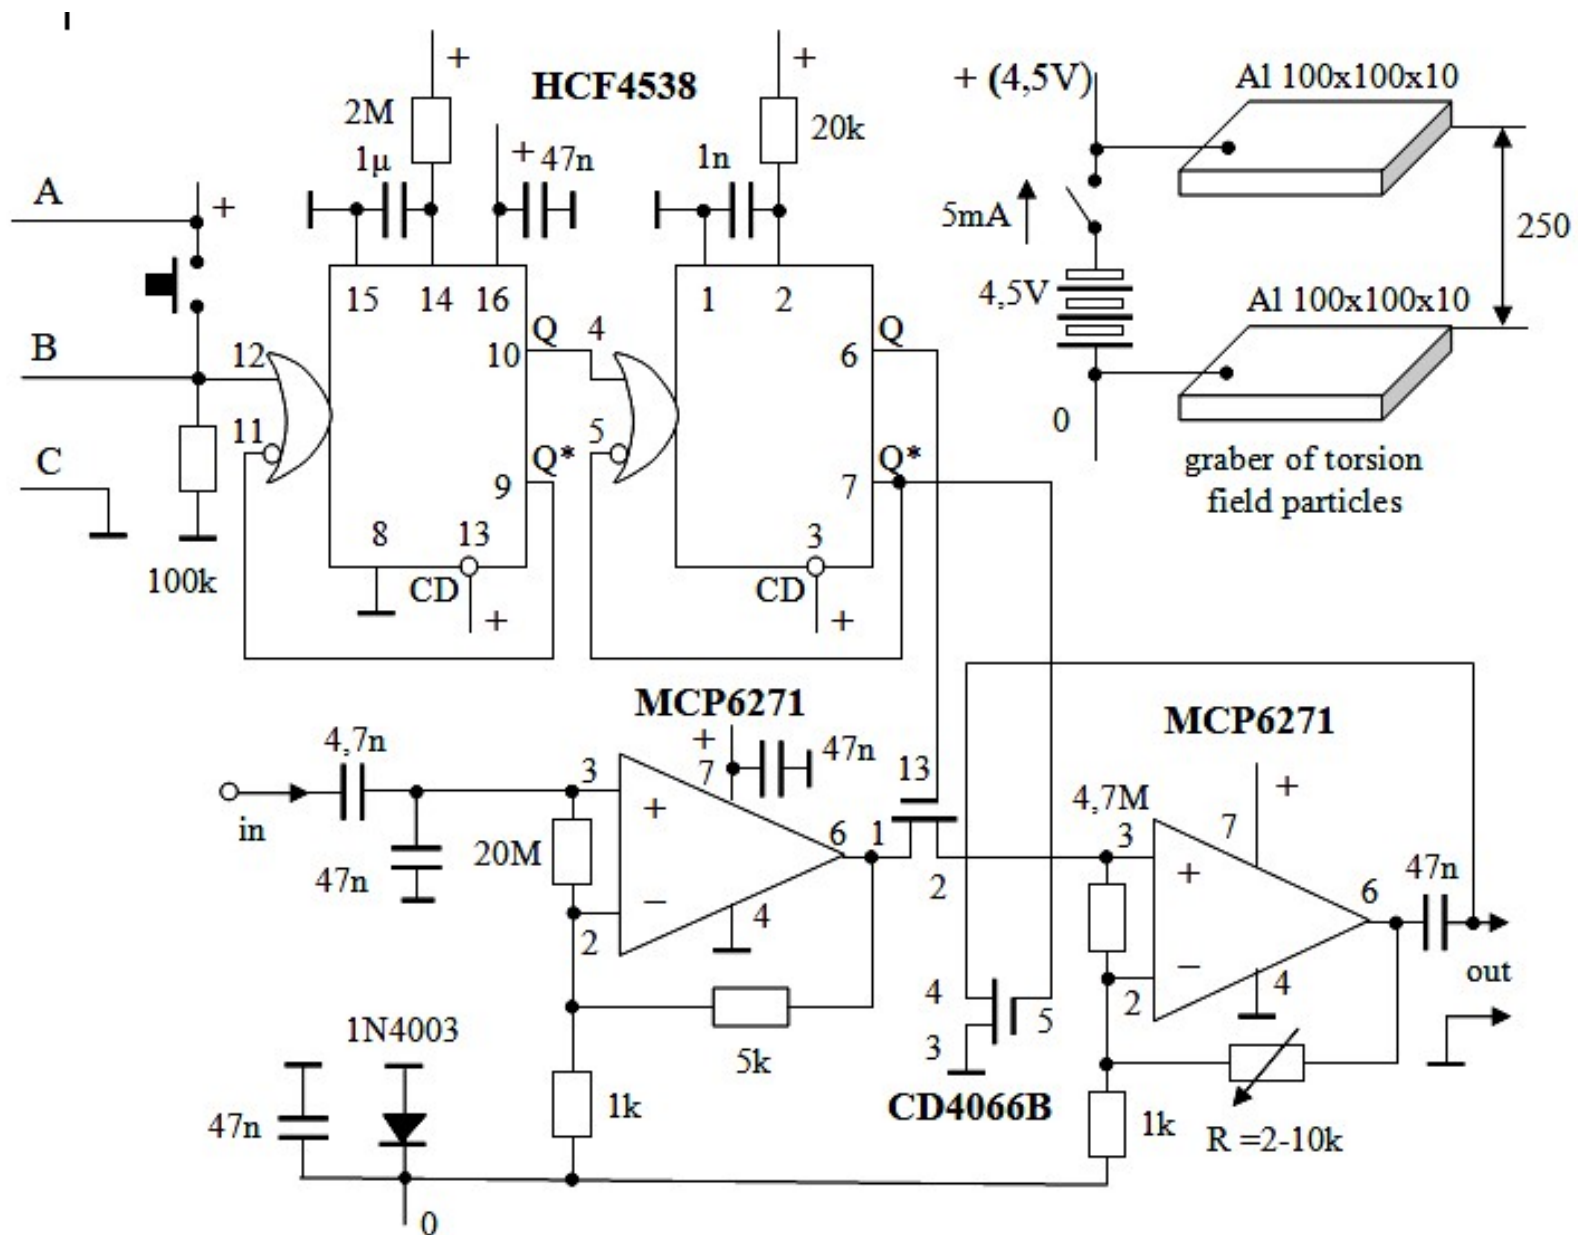 +
+
+ (4,5V)
Al 100x100x10
HCF4538
2M
20k
1µ
+ 47n
1n
A
+
5mA
250
15 14 16
1 2
4,5V
Al 100x100x10
B
12
Q
10
4
Q
6
0
11
5
C
Q*
9
Q*
7
graber of torsion
field particles
8
13
3
100k
CD
+
CD
+
MCP6271
MCP6271
4,7n
+
7
47n
13
in
3
+
20M
47n
6
1
2
4,7M
3
7
+
+
47n
6
−
2
4
−
2
4
out
4
5
3
1N4003
5k
CD4066B
47n
1k
1k
R =2-10k
0